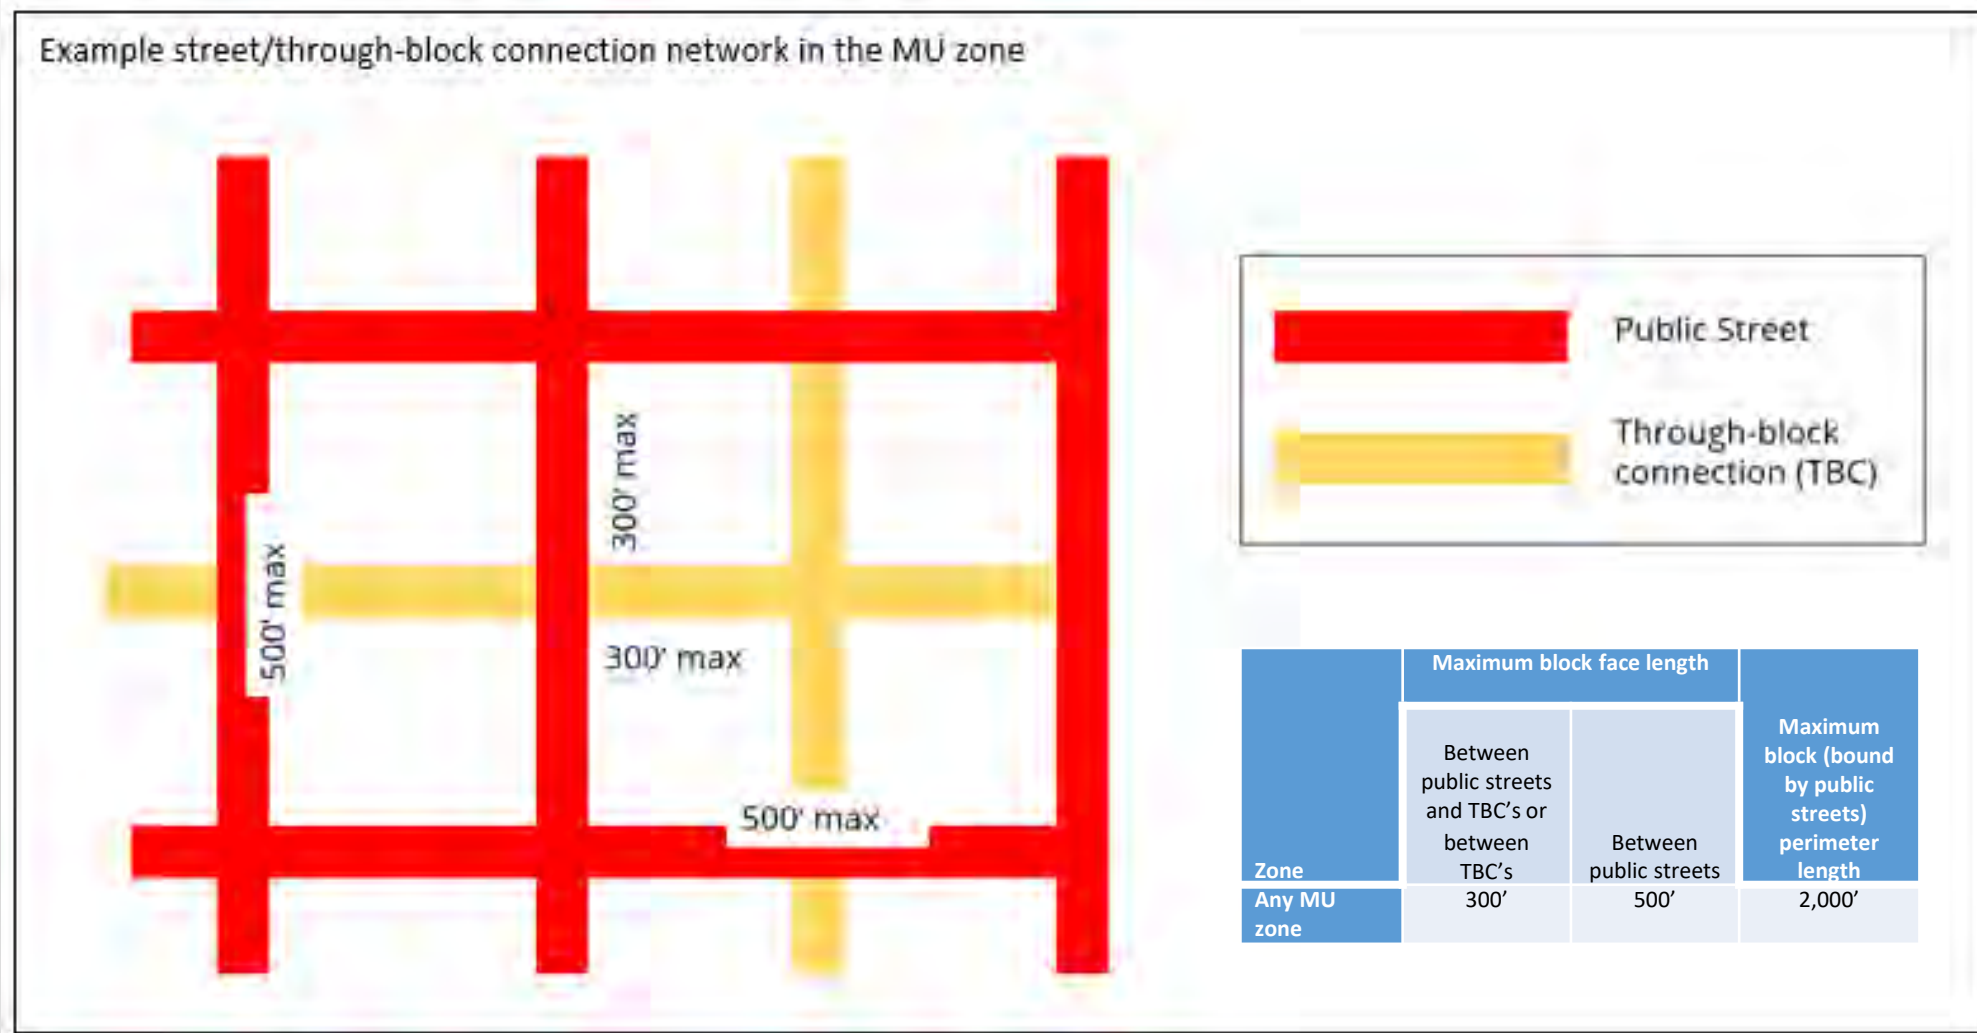 Example street/through-block connection network in the MU zone
300' max
500' max
300' max
500' max
Public Street
Through-block
connection (TBC)
Maximum block face length
Zone
Between
public streets
and TBC’s or
between
TBC’s
Between
public streets
Maximum
block (bound
by public
streets)
perimeter
length
Any MU
zone
300’
500’
2,000’